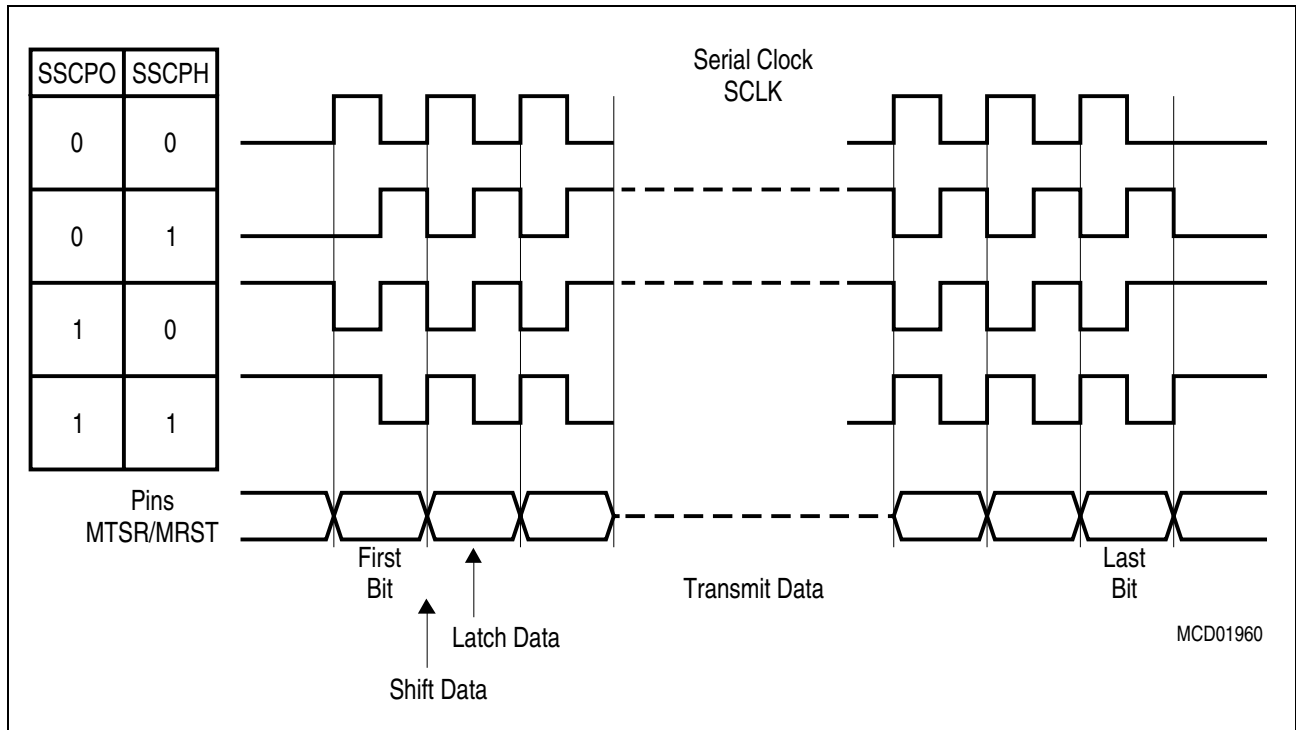 SSCPO SSCPH
0 0
0 1
1 0
1 1
Serial Clock
SCLK
Pins
MTSR/MRST
First
Bit
Last
Bit
Transmit Data
Latch Data
Shift Data
MCD01960